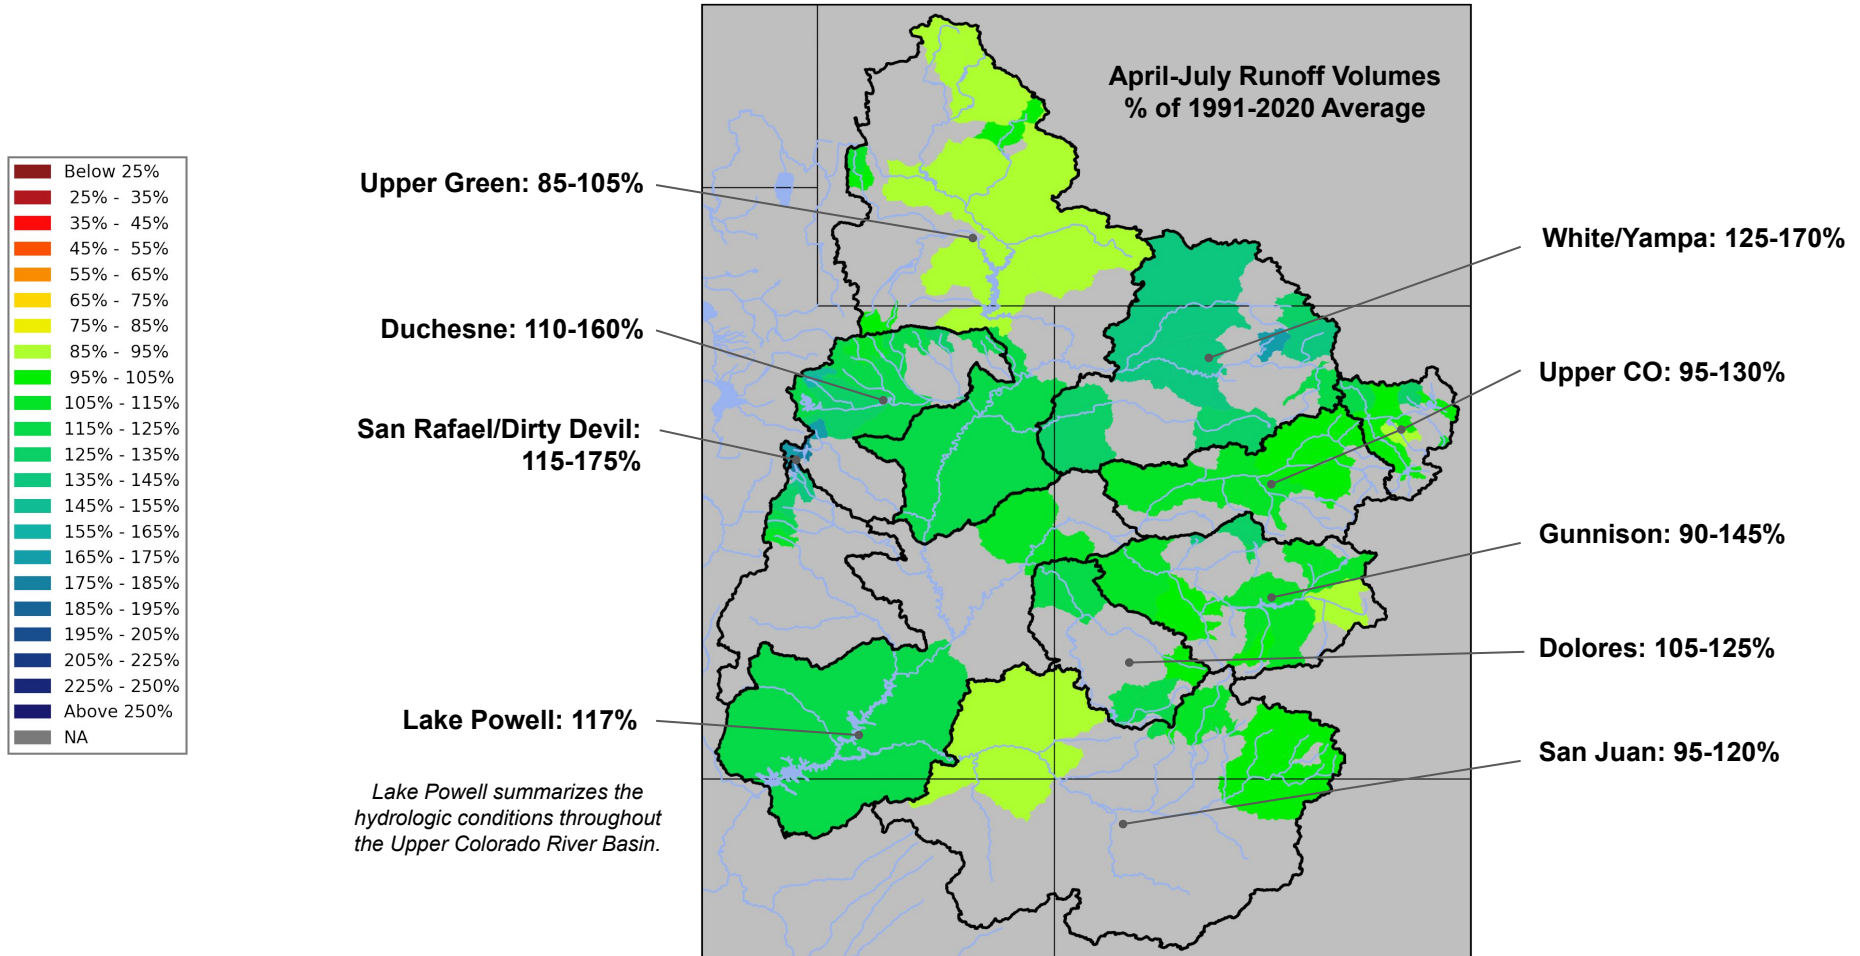 April-July Runoff Volumes
% of 1991-2020 Average
Below 25%
25% - 35%
35% - 45%
45% - 55%
55% - 65%
65% - 75%
75% - 85%
85% - 95%
95% - 105%
105% - 115%
115% - 125%
125% - 135%
135% - 145%
145% - 155%
155% - 165%
165% - 175%
175% - 185%
185% - 195%
195% - 205%
205% - 225%
225% - 250%
Above 250%
NA
Upper Green: 85-105%
Duchesne: 110-160%
San Rafael/Dirty Devil:
115-175%
Lake Powell: 117%
Lake Powell summarizes the
hydrologic conditions throughout
the Upper Colorado River Basin.
White/Yampa: 125-170%
Upper CO: 95-130%
Gunnison: 90-145%
Dolores: 105-125%
San Juan: 95-120%